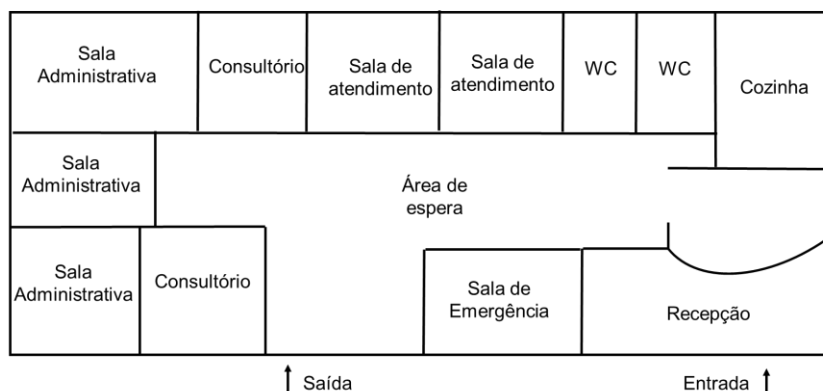 Sala
Administrativa
Consultório
Sala de
atendimento
Sala de
atendimento
WC
WC
Cozinha
Sala
Administrativa
Área de
espera
Sala
Administrativa
Consultório
Sala de
Emergência
Recepção
Saída
Entrada